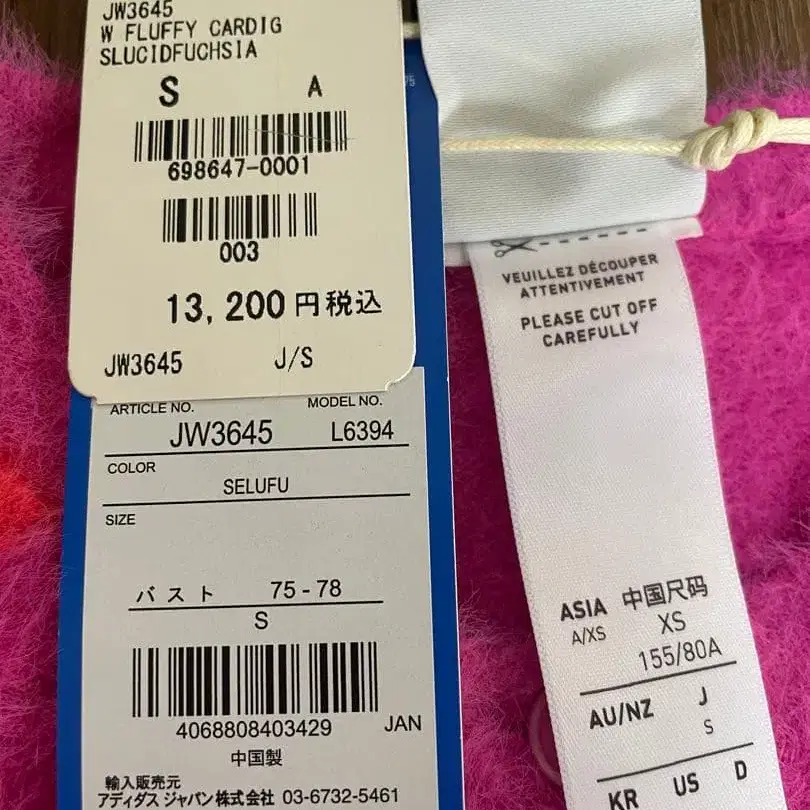 JW3645
W FLUFFY CARDIG
SLUCIDFUCHSIA
S A
698647-0001
003
13,200円税込
JW3645 J/S
ARTICLE NO. MODEL NO.
JW3645 L6394
COLOR
SELUFU
SIZE
バスト 75-78
S
4068808403429 JAN
中国製
輸入販売元
アディダス ジャパン株式会社 03-6732-5461
VEUILLEZ DÉCOUPER
ATTENTIVEMENT
PLEASE CUT OFF
CAREFULLY
ASIA 中国尺码
A/XS XS
155/80A
AU/NZ J
S
KR US D